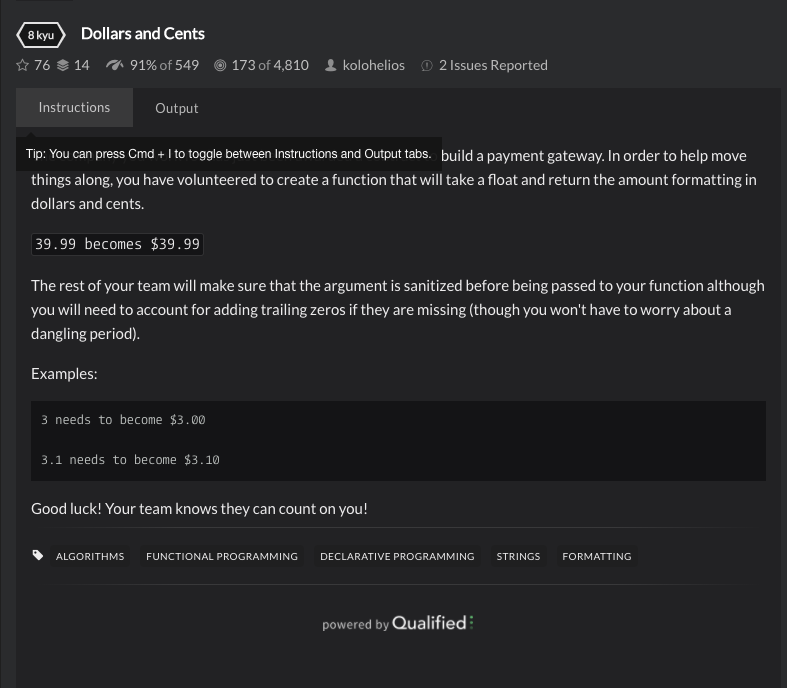 8 kyu Dollars and Cents
76 14 91% of 549 173 of 4,810 kolohelios 2 Issues Reported
Instructions Output
Tip: You can press Cmd + I to toggle between Instructions and Output tabs.
build a payment gateway. In order to help move
things along, you have volunteered to create a function that will take a float and return the amount formatting in
dollars and cents.
39.99 becomes $39.99
The rest of your team will make sure that the argument is sanitized before being passed to your function although
you will need to account for adding trailing zeros if they are missing (though you won't have to worry about a
dangling period).
Examples:
3 needs to become $3.00
3.1 needs to become $3.10
Good luck! Your team knows they can count on you!
ALGORITHMS FUNCTIONAL PROGRAMMING DECLARATIVE PROGRAMMING STRINGS FORMATTING
powered by Qualified